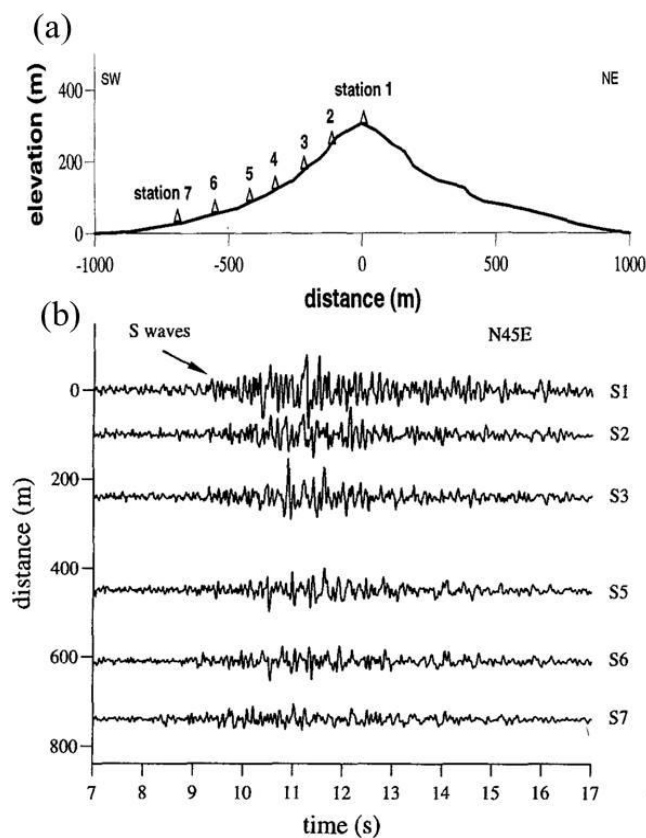 (a)
SW
NE
elevation (m)
400
200
0
station 1
2
3
4
5
6
station 7
-1000
-500
0
500
1000
distance (m)
(b)
S waves
N45E
distance (m)
0
200
400
600
800
S1
S2
S3
S5
S6
S7
7 8 9 10 11 12 13 14 15 16 17
time (s)